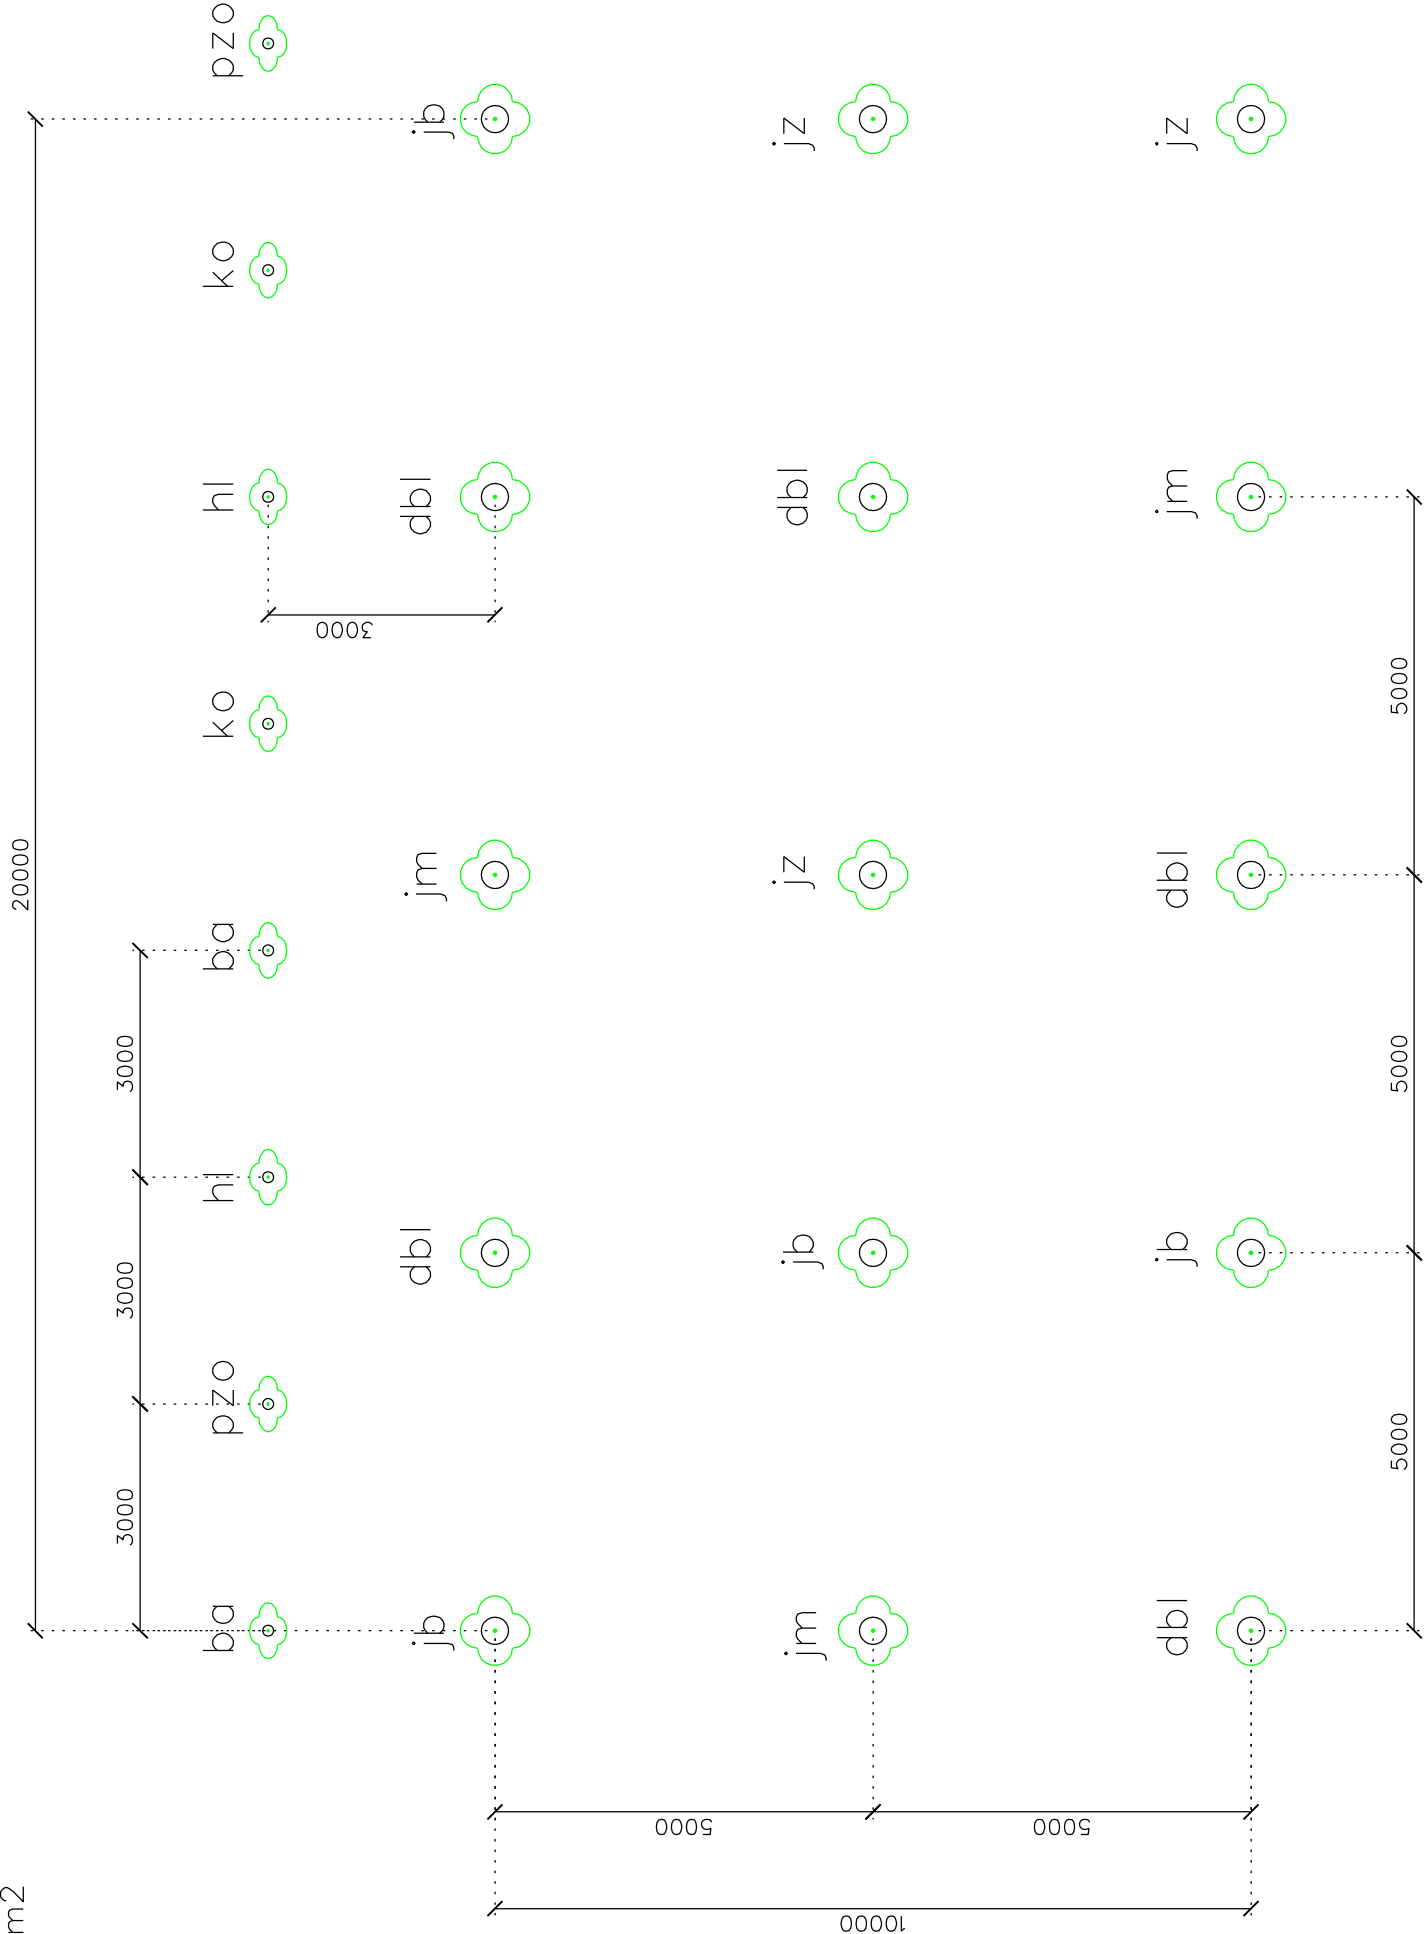 m2
20000
3000 3000 3000
ba pzo hl ba ko hl ko pzo
3000
jb dbl jm dbl jb
5000
jm jb jz dbl jz
10000
5000
dbl jb dbl jm jz
5000 5000 5000